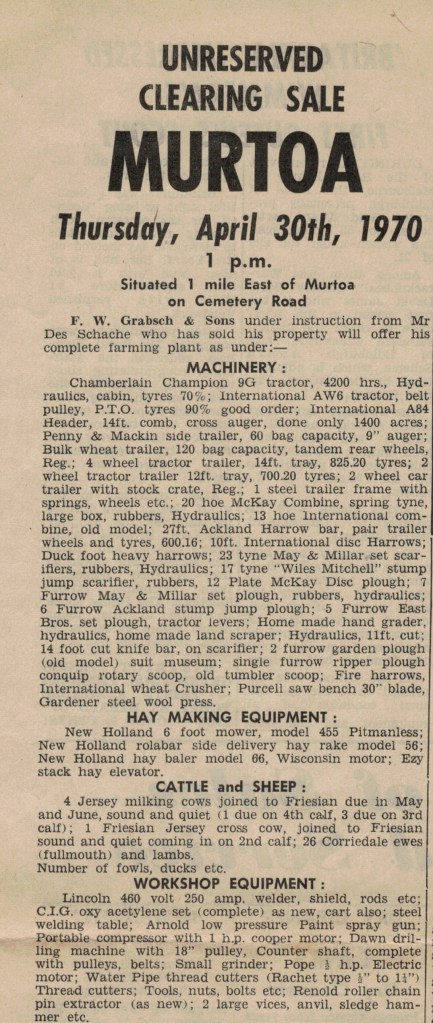 UNRESERVED
CLEARING SALE
MURTOA
Thursday, April 30th, 1970
1 p.m.
Situated 1 mile East of Murtoa
on Cemetery Road
F. W. Grabsch & Sons under instruction from Mr
Des Schache who has sold his property will offer his
complete farming plant as under:—
MACHINERY :
Chamberlain Champion 9G tractor, 4200 hrs., Hyd-
raulics, cabin, tyres 70%; International AW6 tractor, belt
pulley, P.T.O. tyres 90% good order; International A84
Header, 14ft. comb, cross auger, done only 1400 acres;
Penny & Mackin side trailer, 60 bag capacity, 9" auger;
Bulk wheat trailer, 120 bag capacity, tandem rear wheels,
Reg.; 4 wheel tractor trailer, 14ft. tray, 825.20 tyres; 2
wheel tractor trailer 12ft. tray, 700.20 tyres; 2 wheel car
trailer with stock crate, Reg.; 1 steel trailer frame with
springs, wheels etc.; 20 hoe McKay Combine, spring tyne,
large box, rubbers, Hydraulics; 13 hoe International com-
bine, old model; 27ft. Ackland Harrow bar, pair trailer
wheels and tyres, 600.16; 10ft. International disc Harrows;
Duck foot heavy harrows; 23 tyne May & Millar set scar-
ifiers, rubbers, Hydraulics; 17 tyne "Wiles Mitchell" stump
jump scarifier, rubbers, 12 Plate McKay Disc plough; 7
Furrow May & Millar set plough, rubbers, hydraulics;
6 Furrow Ackland stump jump plough; 5 Furrow East
Bros. set plough, tractor levers; Home made hand grader,
hydraulics, home made land scraper; Hydraulics, 11ft. cut;
14 foot cut knife bar, on scarifier; 2 furrow garden plough
(old model) suit museum; single furrow ripper plough
conquip rotary scoop, old tumbler scoop; Fire harrows,
International wheat Crusher; Purcell saw bench 30" blade,
Gardener steel wool press.
HAY MAKING EQUIPMENT :
New Holland 6 foot mower, model 455 Pitmanless;
New Holland rolabar side delivery hay rake model 56;
New Holland hay baler model 66, Wisconsin motor; Ezy
stack hay elevator.
CATTLE and SHEEP :
4 Jersey milking cows joined to Friesian due in May
and June, sound and quiet (1 due on 4th calf, 3 due on 3rd
calf); 1 Friesian Jersey cross cow, joined to Friesian
sound and quiet coming in on 2nd calf; 26 Corriedale ewes
(fullmouth) and lambs.
Number of fowls, ducks etc.
WORKSHOP EQUIPMENT :
Lincoln 460 volt 250 amp. welder, shield, rods etc;
C.I.G. oxy acetylene set (complete) as new, cart also; steel
welding table; Arnold low pressure Paint spray gun;
Portable compressor with 1 h.p. cooper motor; Dawn dril-
ling machine with 18" pulley, Counter shaft, complete
with pulleys, belts; Small grinder; Pope ½ h.p. Electric
motor; Water Pipe thread cutters (Rachet type ½" to 1¼")
Thread cutters; Tools, nuts, bolts etc; Renold roller chain
pin extractor (as new); 2 large vices, anvil, sledge ham-
mer etc.